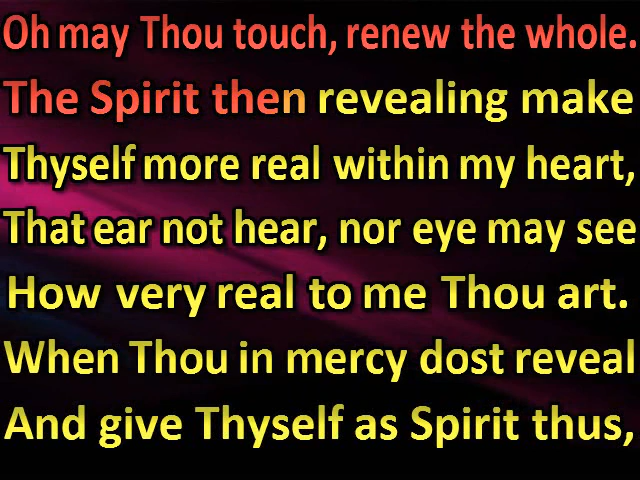 Oh may Thou touch, renew the whole.
The Spirit then revealing make
Thyself more real within my heart,
That ear not hear, nor eye may see
How very real to me Thou art.
When Thou in mercy dost reveal
And give Thyself as Spirit thus,